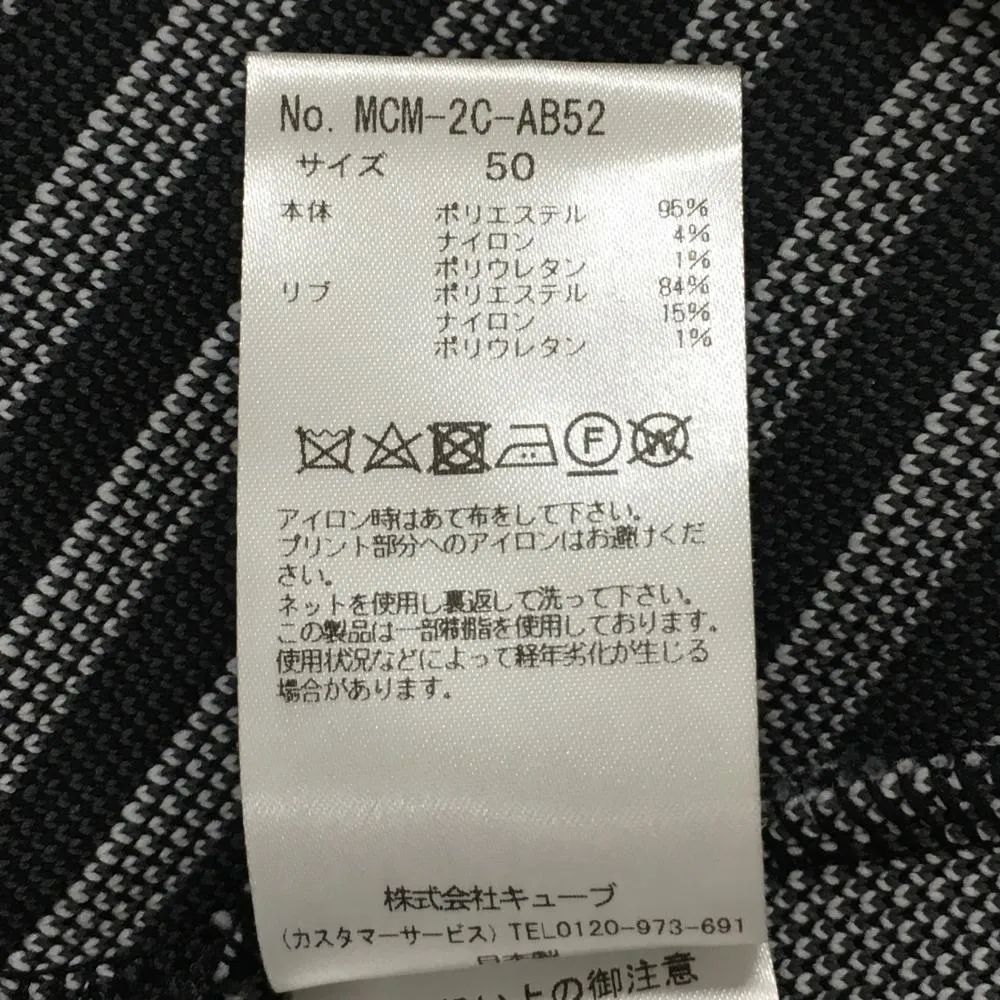 No. MCM-2C-AB52
サイズ 50
本体 ポリエステル 95%
ナイロン 4%
ポリウレタン 1%
リブ ポリエステル 84%
ナイロン 15%
ポリウレタン 1%
F W
アイロン時はあて布をして下さい。
プリント部分へのアイロンはお避けくだ
さい。
ネットを使用し裏返して洗って下さい。
この製品は一部樹脂を使用しております。
使用状況などによって経年劣化が生じる
場合があります。
株式会社キューブ
(カスタマーサービス) TEL0120-973-691
上の御注意